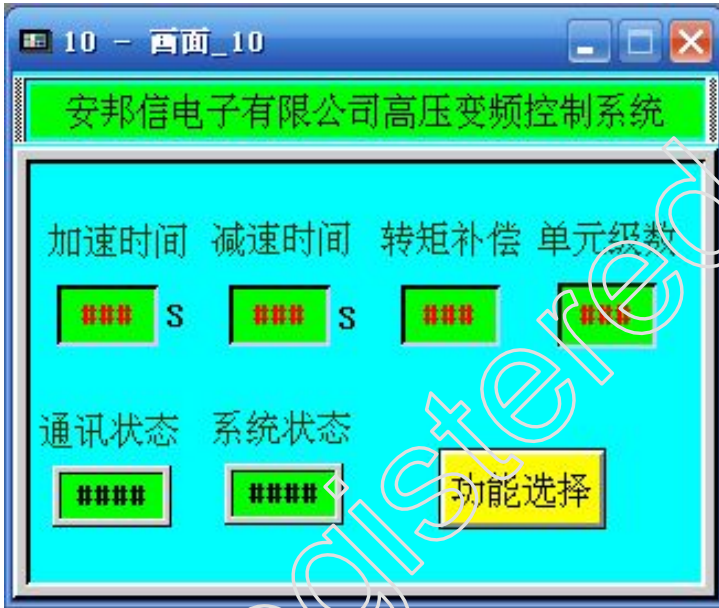 10 - 画面_10
安邦信电子有限公司高压变频控制系统
加速时间 减速时间 转矩补偿 单元级数
### S ### S ### ###
通讯状态 系统状态
#### #### 功能选择
gistered